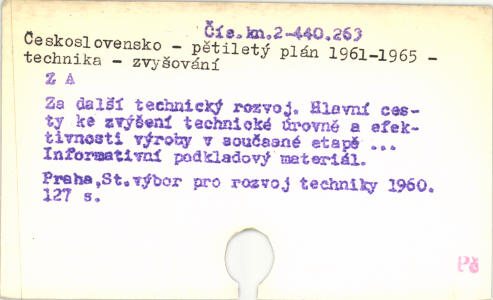 Čís.kn.2-440.263
Československo - pětiletý plán 1961-1965 -
technika - zvyšování
Z A
Za další technický rozvoj. Hlavní ces-
ty ke zvýšení technické úrovně a efek-
tivnosti výroby v současné etapě ...
Informativní podkladový materiál.
Praha,St.výbor pro rozvoj techniky 1960.
127 s.
Př